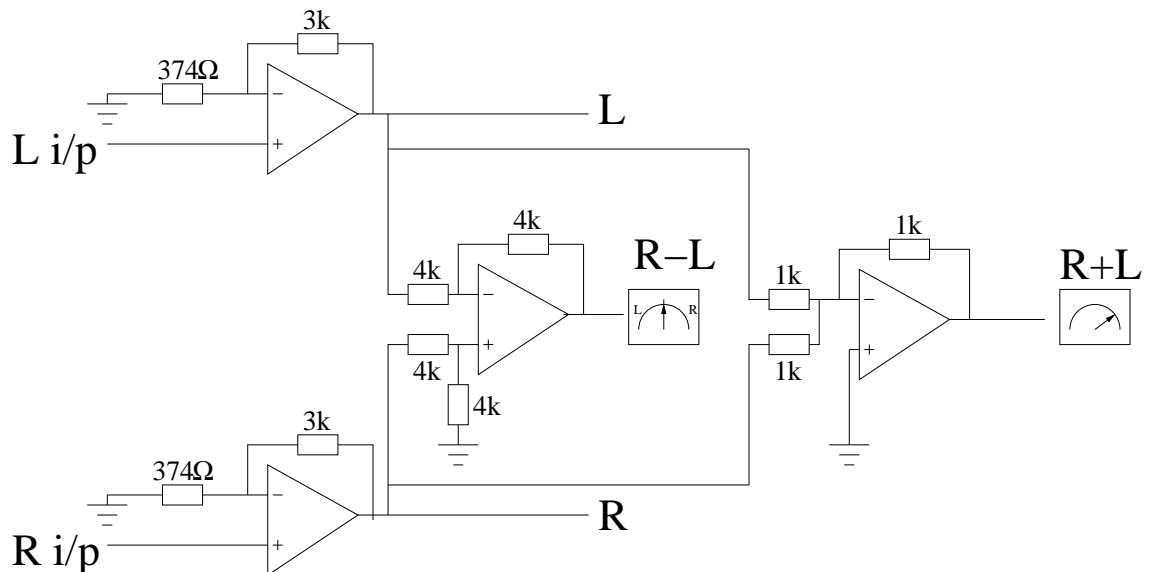 3k
374Ω
−
+
L i/p
L
4k
4k
−
+
4k
4k
R−L
L
R
1k
1k
1k
−
+
R+L
3k
374Ω
−
+
R i/p
R